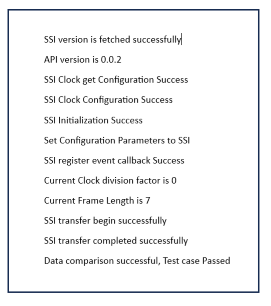 SSI version is fetched successfully
API version is 0.0.2
SSI Clock get Configuration Success
SSI Clock Configuration Success
SSI Initialization Success
Set Configuration Parameters to SSI
SSI register event callback Success
Current Clock division factor is 0
Current Frame Length is 7
SSI transfer begin successfully
SSI transfer completed successfully
Data comparison successful, Test case Passed